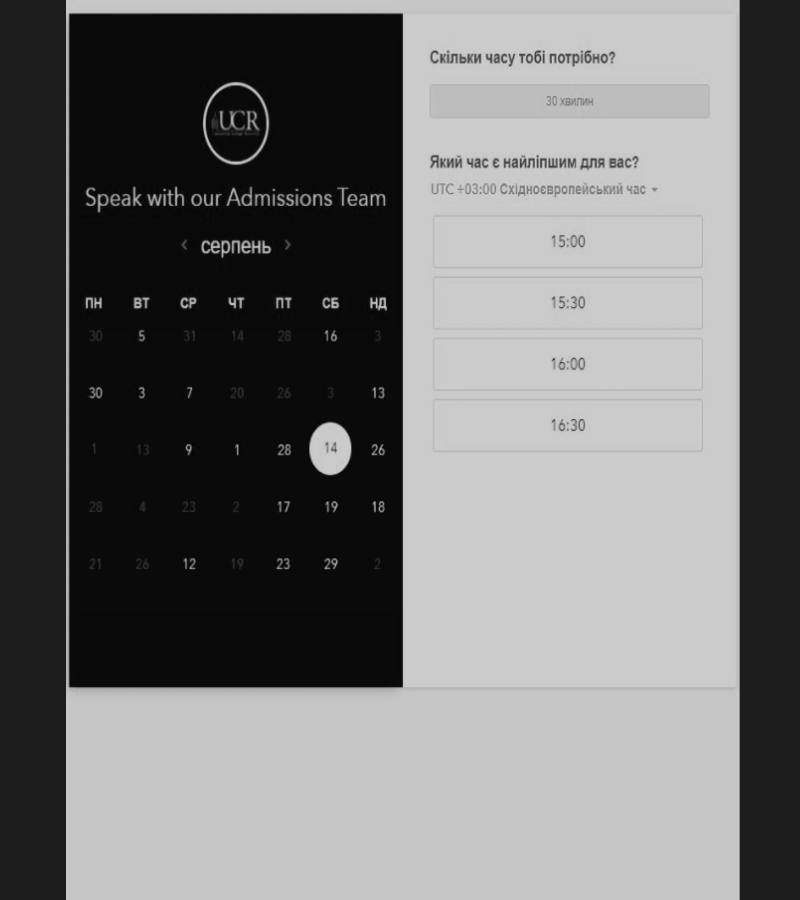 UCR
Speak with our Admissions Team
‹ серпень ›
ПН ВТ СР ЧТ ПТ СБ НД
30 5 31 14 28 16 3
30 3 7 20 26 3 13
1 13 9 1 28 14 26
28 4 23 2 17 19 18
21 26 12 19 23 29 2
Скільки часу тобі потрібно?
30 хвилин
Який час є найліпшим для вас?
UTC +03:00 Східноєвропейський час
15:00
15:30
16:00
16:30